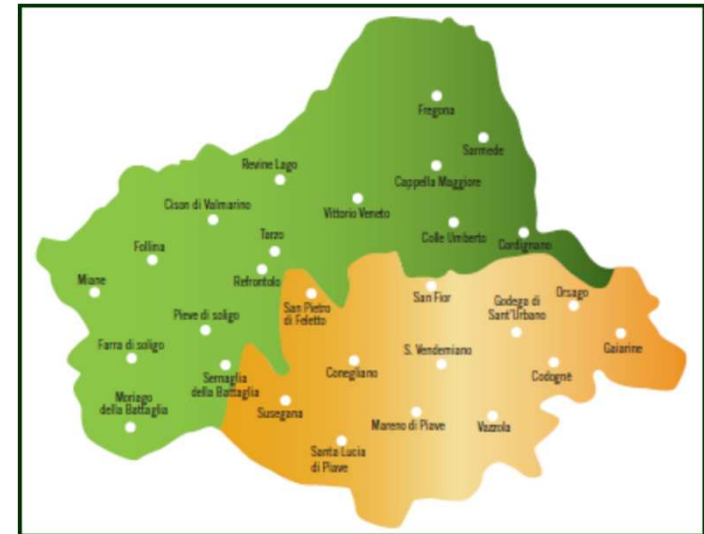 Fregona
Sarmede
Revine Lago
Cappella Maggiore
Cison di Valmarino
Vittorio Veneto
Tarzo
Colle Umberto
Cordignano
Follina
Miane
Refrontolo
San Pietro
di Feletto
San Fior
Godega di
Sant'Urbano
Orsago
Pieve di soligo
Farra di soligo
Sernaglia
della Battaglia
Conegliano
S. Vendemiano
Codognè
Gaiarine
Moriago
della Battaglia
Susegana
Mareno di Piave
Vazzola
Santa Lucia
di Piave